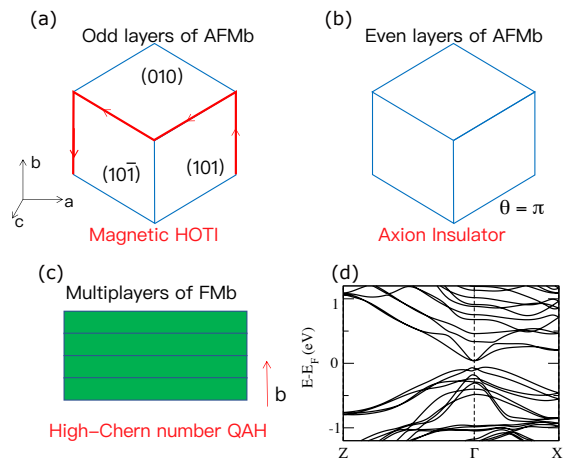 (a)
Odd layers of AFMb
(010)
(101̅)
(101)
b
a
c
Magnetic HOTI
(b)
Even layers of AFMb
θ = π
Axion Insulator
(c)
Multiplayers of FMb
b
High-Chern number QAH
(d)
E-E_F (eV)
1
0
-1
Z
Γ
X